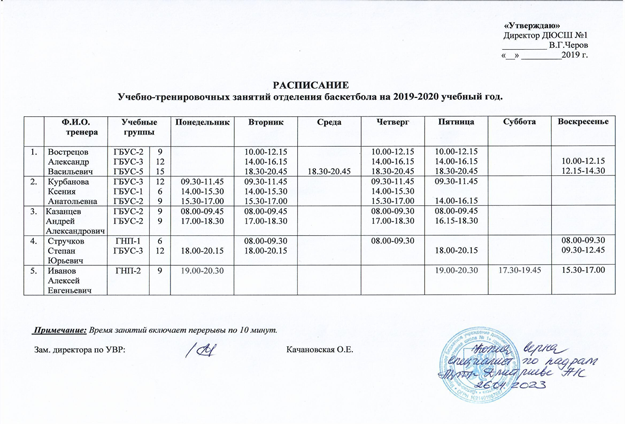 «Утверждаю»
Директор ДЮСШ №1
__________ В.Г.Черов
«__» _________2019 г.
РАСПИСАНИЕ
Учебно-тренировочных занятий отделения баскетбола на 2019-2020 учебный год.
Ф.И.О. Учебные Понедельник Вторник Среда Четверг Пятница Суббота Воскресенье
тренера группы
1. Вострецов ГБУС-2 9 10.00-12.15 10.00-12.15 10.00-12.15
Александр ГБУС-3 12 14.00-16.15 14.00-16.15 14.00-16.15 10.00-12.15
Васильевич ГБУС-5 15 18.30-20.45 18.30-20.45 18.30-20.45 18.30-20.45 12.15-14.30
2. Курбанова ГБУС-3 12 09.30-11.45 09.30-11.45 09.30-11.45 09.30-11.45
Ксения ГБУС-1 6 14.00-15.30 14.00-15.30 14.00-15.30
Анатольевна ГБУС-2 9 15.30-17.00 15.30-17.00 15.30-17.00 14.00-16.15
3. Казанцев ГБУС-2 9 08.00-09.45 08.00-09.45 08.00-09.30 08.00-09.45
Андрей ГБУС-2 9 17.00-18.30 17.00-18.30 17.00-18.30 16.15-18.30
Александрович
4. Стручков ГНП-1 6 08.00-09.30 08.00-09.30 08.00-09.30
Степан ГБУС-3 12 18.00-20.15 18.00-20.15 18.00-20.15 09.30-12.45
Юрьевич
5. Иванов ГНП-2 9 19.00-20.30 19.00-20.30 17.30-19.45 15.30-17.00
Алексей
Евгеньевич
Примечание: Время занятий включает перерывы по 10 минут.
Зам. директора по УВР: Качановская О.Е.
Копия верна
специалист по кадрам
26.04.2023